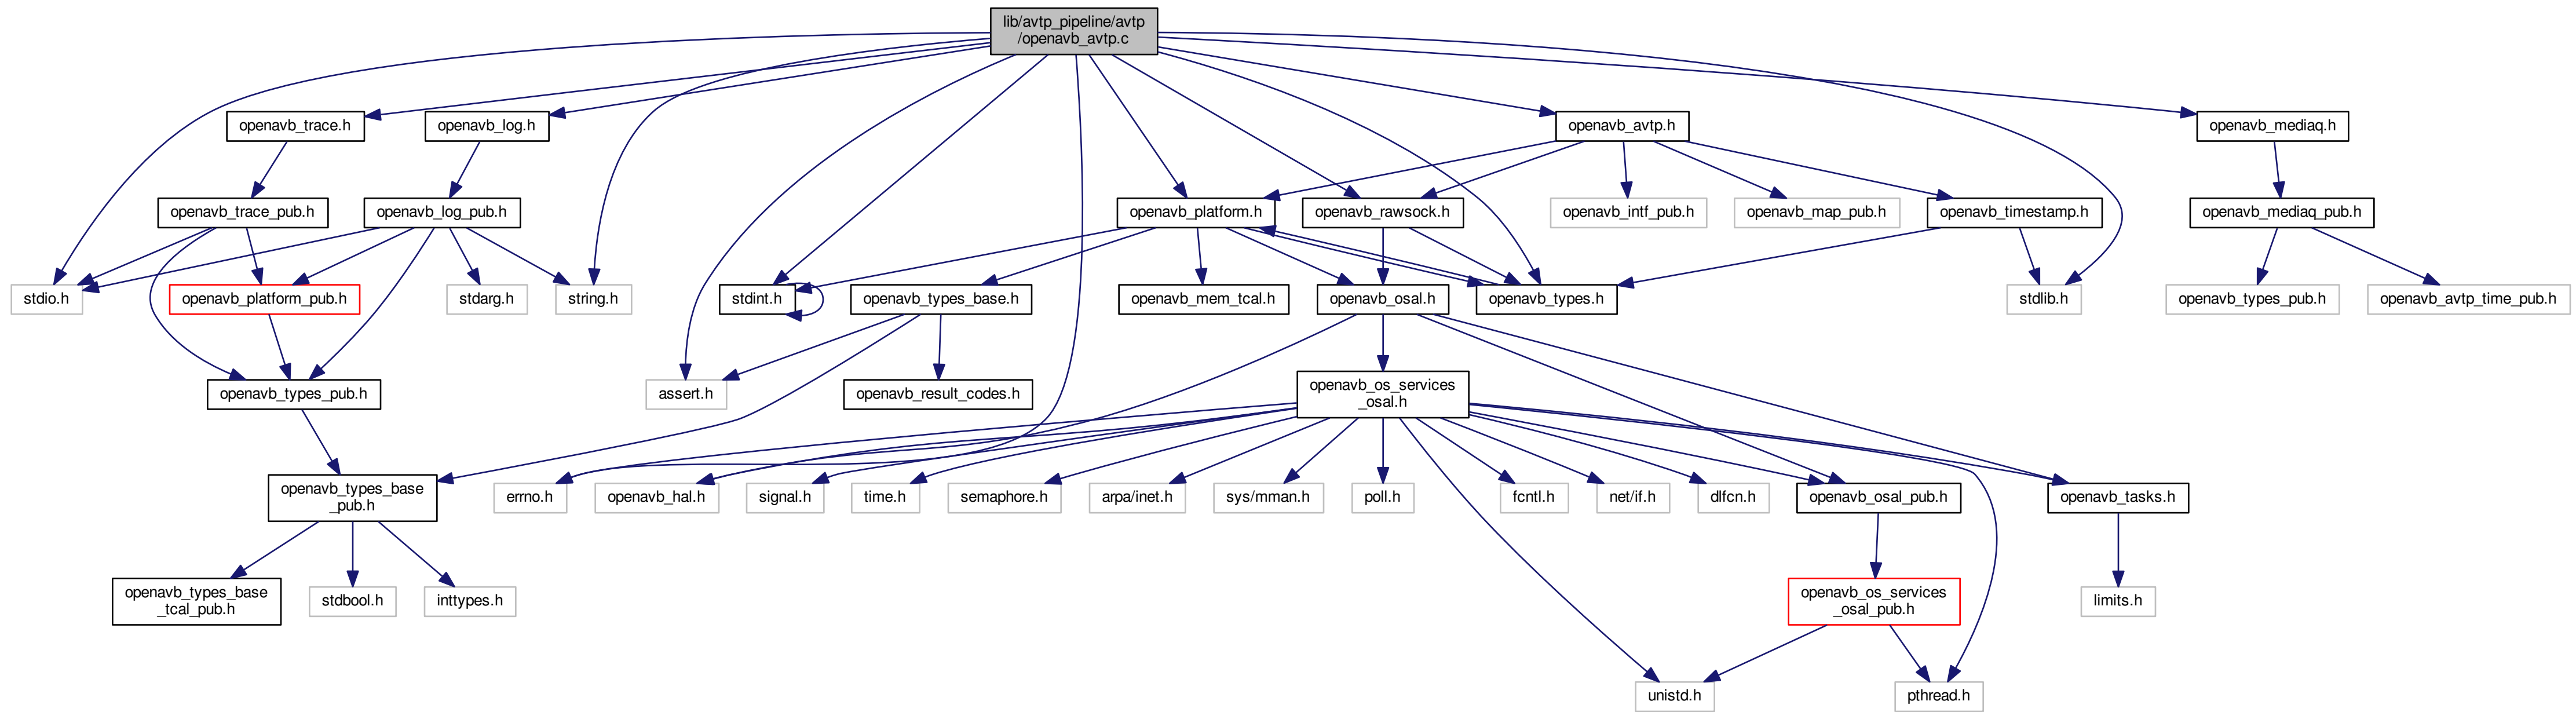 lib/avtp_pipeline/avtp
/openavb_avtp.c
openavb_trace.h
openavb_log.h
openavb_avtp.h
openavb_mediaq.h
openavb_trace_pub.h
openavb_log_pub.h
openavb_platform.h
openavb_rawsock.h
openavb_intf_pub.h
openavb_map_pub.h
openavb_timestamp.h
openavb_mediaq_pub.h
stdio.h
openavb_platform_pub.h
stdarg.h
string.h
stdint.h
openavb_types_base.h
openavb_mem_tcal.h
openavb_osal.h
openavb_types.h
stdlib.h
openavb_types_pub.h
openavb_avtp_time_pub.h
openavb_types_pub.h
assert.h
openavb_result_codes.h
openavb_os_services
_osal.h
openavb_types_base
_pub.h
errno.h
openavb_hal.h
signal.h
time.h
semaphore.h
arpa/inet.h
sys/mman.h
poll.h
fcntl.h
net/if.h
dlfcn.h
openavb_osal_pub.h
openavb_tasks.h
openavb_types_base
_tcal_pub.h
stdbool.h
inttypes.h
openavb_os_services
_osal_pub.h
limits.h
unistd.h
pthread.h